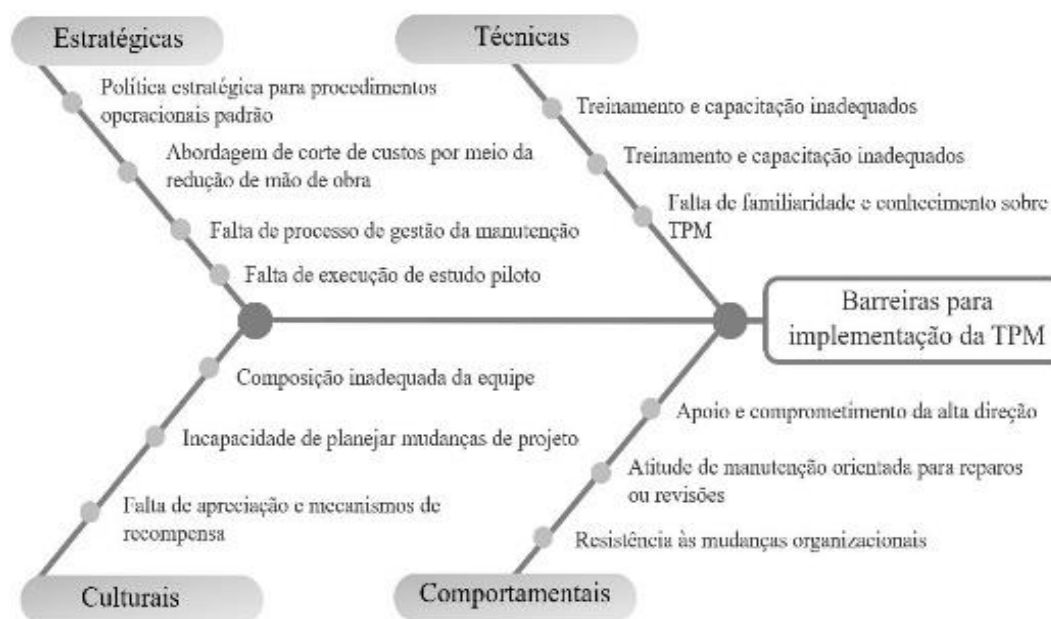 Estratégicas
Técnicas
Política estratégica para procedimentos
operacionais padrão
Abordagem de corte de custos por meio da
redução de mão de obra
Falta de processo de gestão da manutenção
Falta de execução de estudo piloto
Treinamento e capacitação inadequados
Treinamento e capacitação inadequados
Falta de familiaridade e conhecimento sobre
TPM
Barreiras para
implementação da TPM
Composição inadequada da equipe
Incapacidade de planejar mudanças de projeto
Falta de apreciação e mecanismos de
recompensa
Apoio e comprometimento da alta direção
Atitude de manutenção orientada para reparos
ou revisões
Resistência às mudanças organizacionais
Culturais
Comportamentais